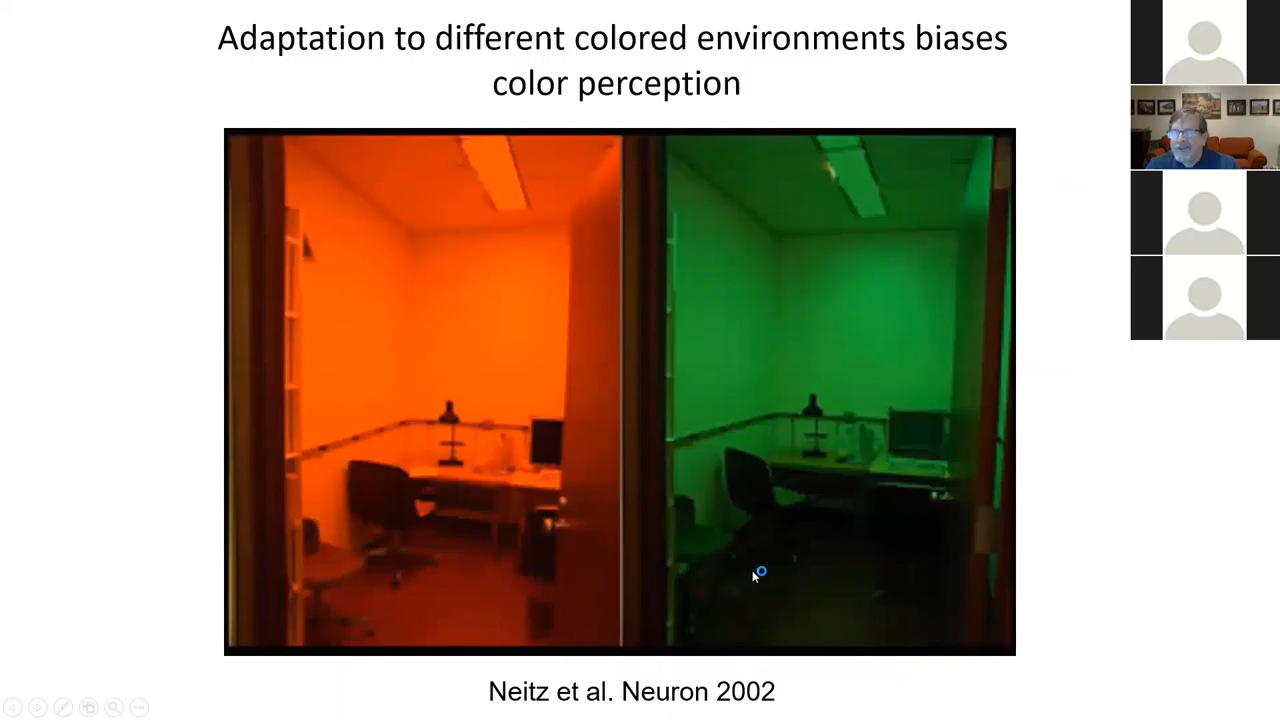 Adaptation to different colored environments biases
color perception
Neitz et al. Neuron 2002